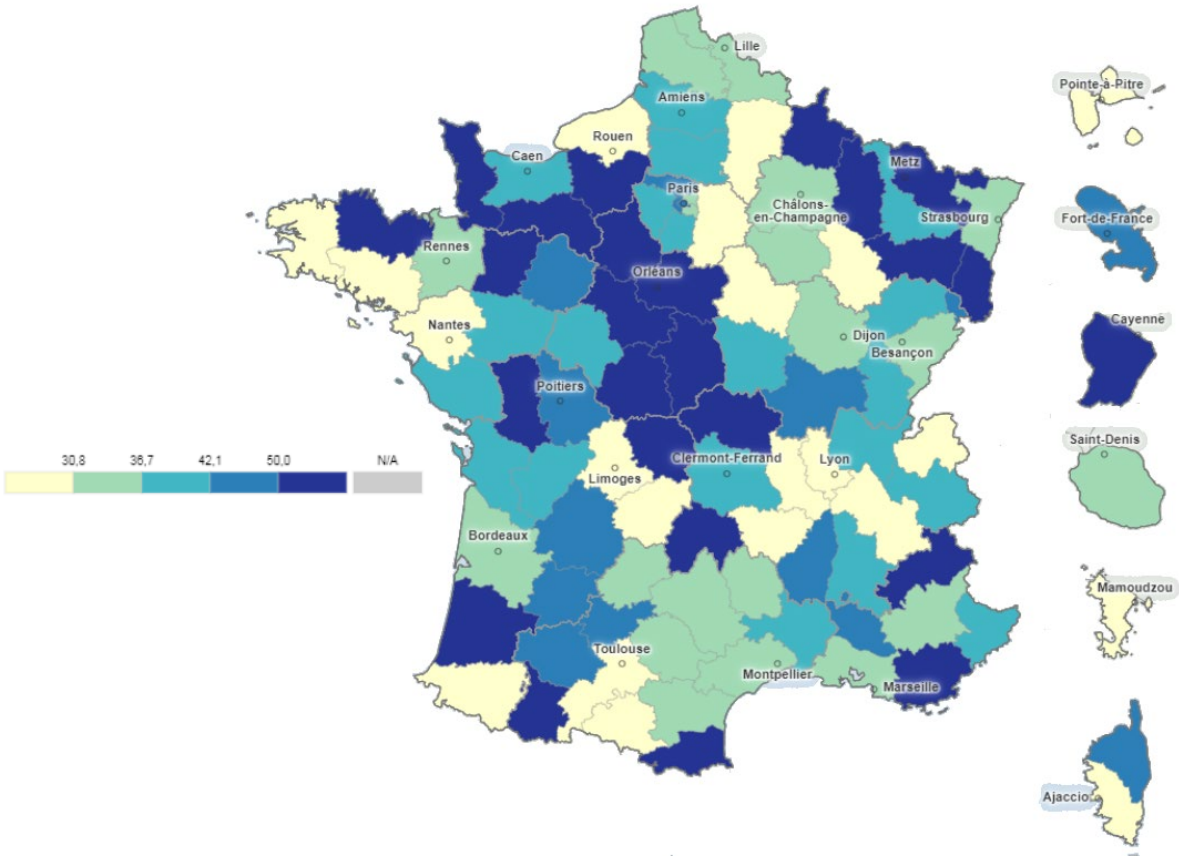 Lille
Pointe-à-Pitre
Amiens
Rouen
Caen
Metz
Paris
Châlons-
en-Champagne
Strasbourg
Fort-de-France
Rennes
Orléans
Nantes
Dijon
Besançon
Cayenne
Poitiers
30,8 36,7 42,1 50,0 N/A
Saint-Denis
Clermont-Ferrand
Lyon
Limoges
Bordeaux
Mamoudzou
Toulouse
Montpellier
Marseille
Ajaccio